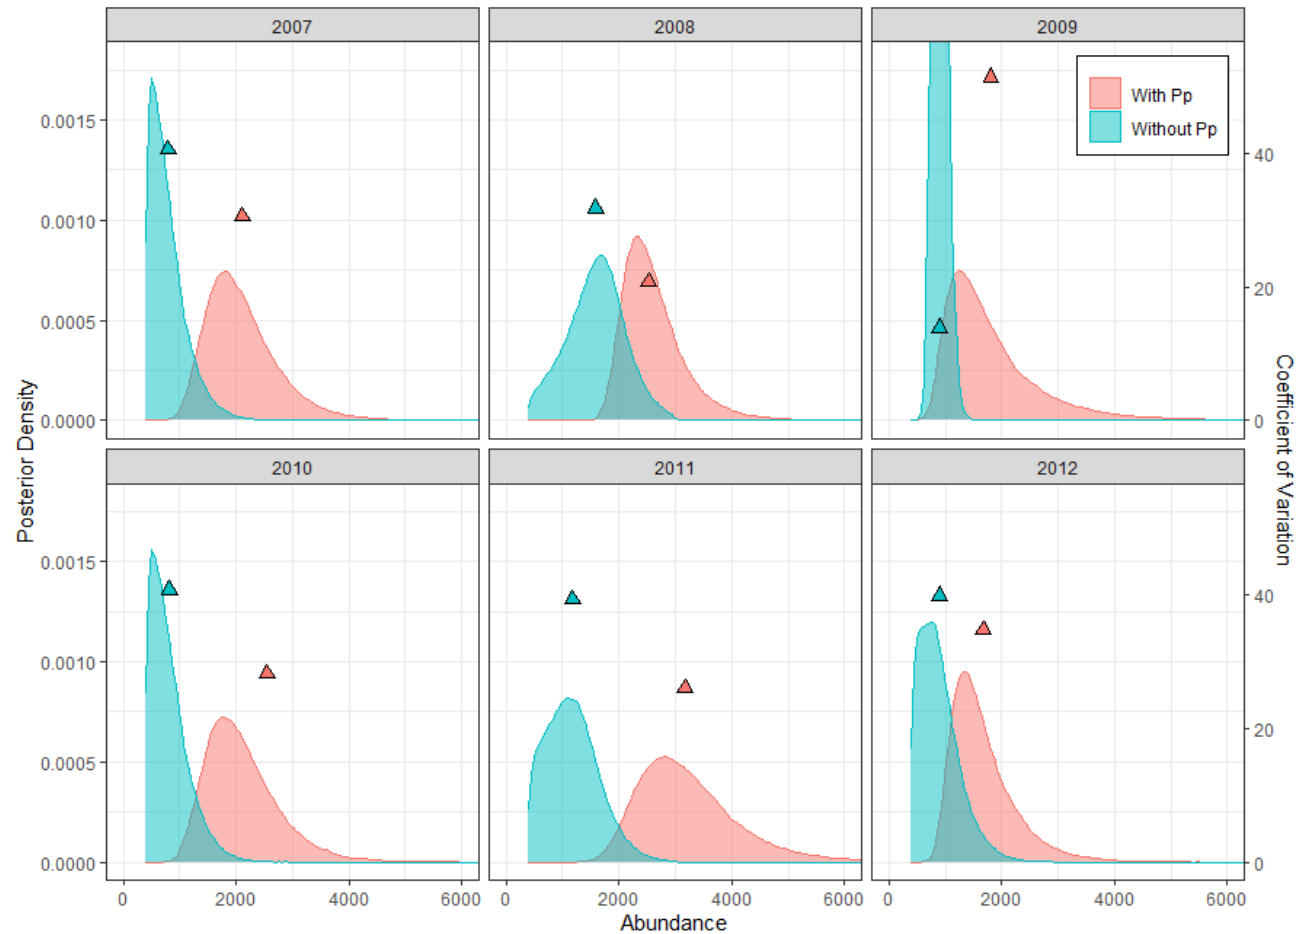 2007
2008
2009
With Pp
Without Pp
0.0015
0.0010
0.0005
0.0000
40
20
0
Posterior Density
Coefficient of Variation
2010
2011
2012
0.0015
0.0010
0.0005
0.0000
40
20
0
0 2000 4000 6000
0 2000 4000 6000
0 2000 4000 6000
Abundance